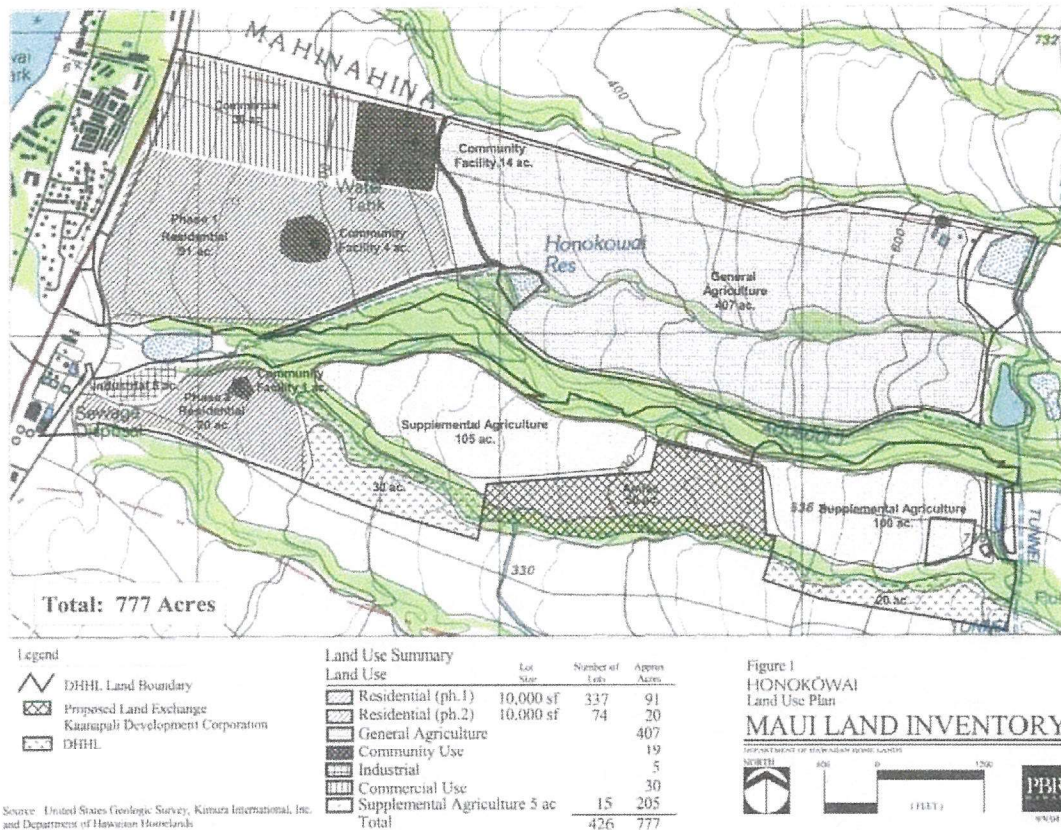 732
MAHINAHINA
400
Commercial
30 ac.
Community
Facility 14 ac.
Water
Tank
Phase 1
Residential
91 ac.
Community
Facility 4 ac.
Honokowai
Res
600
General
Agriculture
407 ac.
Community
Facility 1 ac.
Industrial 5 ac.
Phase 2
Residential
20 ac.
Sewage
Disposal
Supplemental Agriculture
105 ac.
30 ac.
Supplemental Agriculture
100 ac.
TUNNEL
330
20 ac.
TUNNEL
Total: 777 Acres
Legend
DHHL Land Boundary
Proposed Land Exchange
Kaanapali Development Corporation
DHHL
Source: United States Geologic Survey, Kimura International, Inc.
and Department of Hawaiian Homelands
Land Use Summary
Land Use Lot Size Number of Lots Approx Acres
Residential (ph.1) 10,000 sf 337 91
Residential (ph.2) 10,000 sf 74 20
General Agriculture 407
Community Use 19
Industrial 5
Commercial Use 30
Supplemental Agriculture 5 ac 15 205
Total 426 777
Figure 1
HONOKŌWAI
Land Use Plan
MAUI LAND INVENTORY
DEPARTMENT OF HAWAIIAN HOME LANDS
NORTH
600 0 1200
(FEET)
PBR
HAWAII